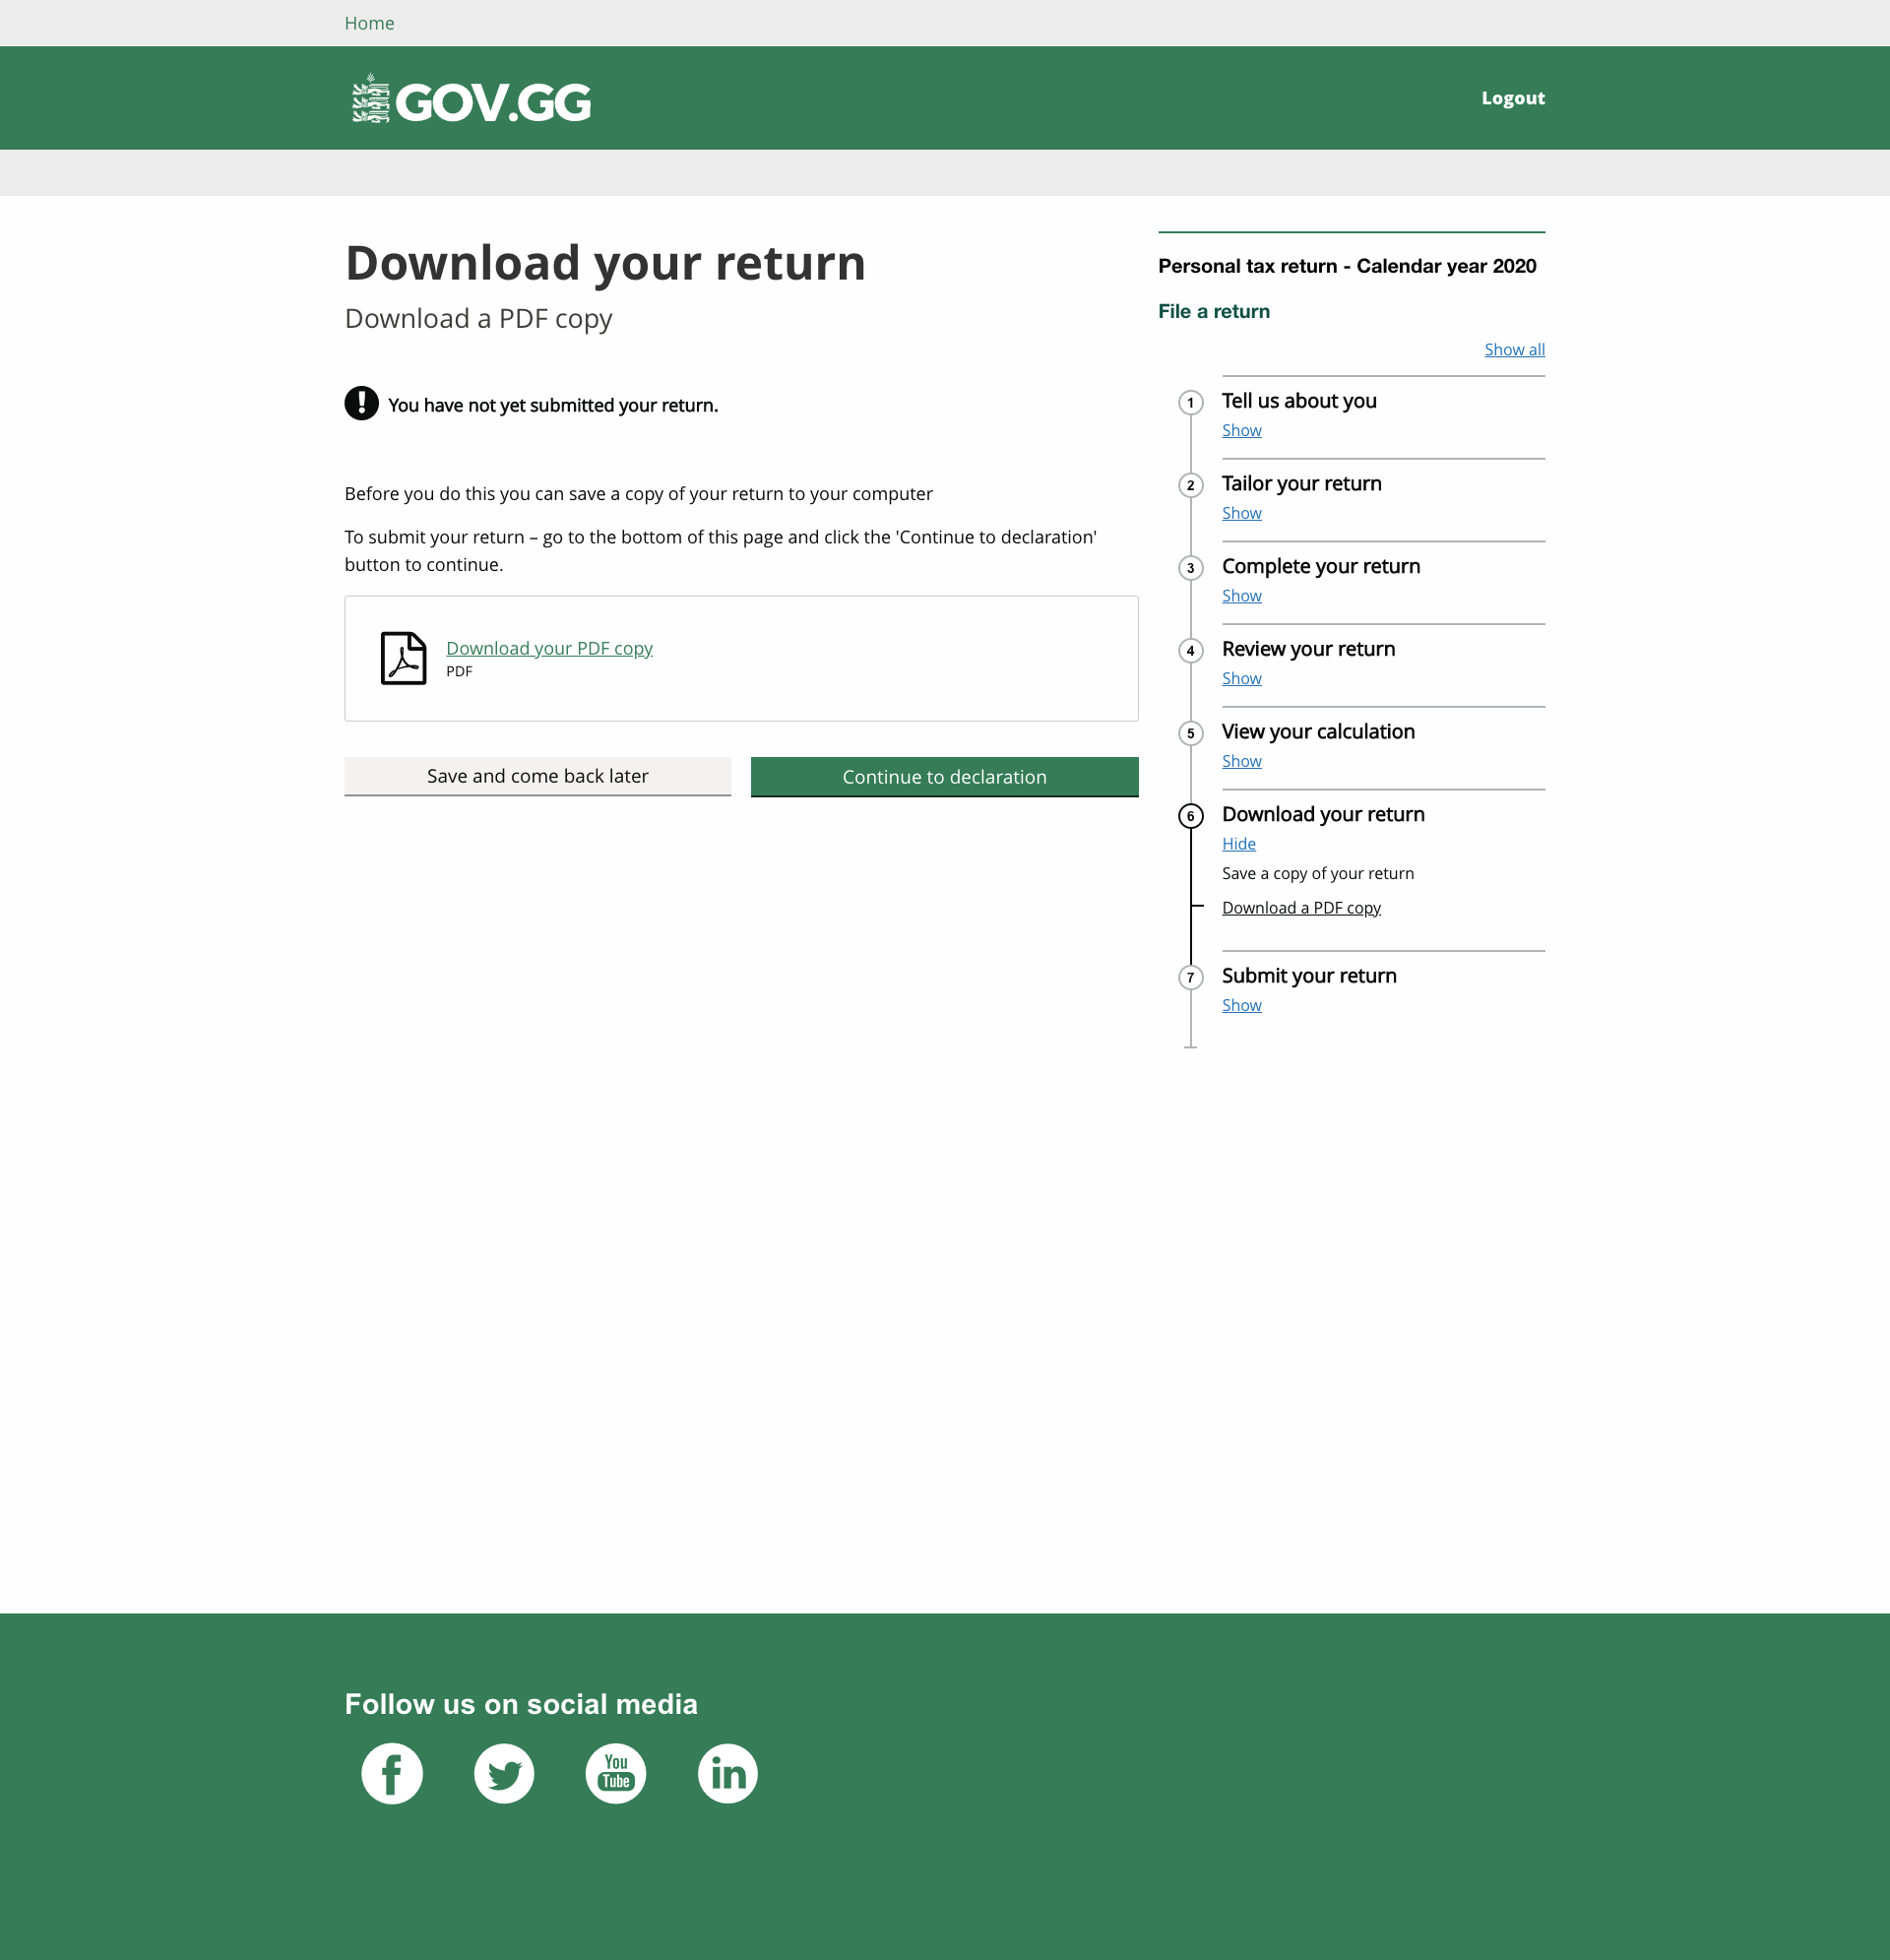 Home
GOV.GG
Logout
Download your return
Download a PDF copy
! You have not yet submitted your return.
Before you do this you can save a copy of your return to your computer
To submit your return – go to the bottom of this page and click the 'Continue to declaration'
button to continue.
Download your PDF copy
PDF
Save and come back later
Continue to declaration
Personal tax return - Calendar year 2020
File a return
Show all
1 Tell us about you
Show
2 Tailor your return
Show
3 Complete your return
Show
4 Review your return
Show
5 View your calculation
Show
6 Download your return
Hide
Save a copy of your return
Download a PDF copy
7 Submit your return
Show
Follow us on social media
f
You
Tube
in